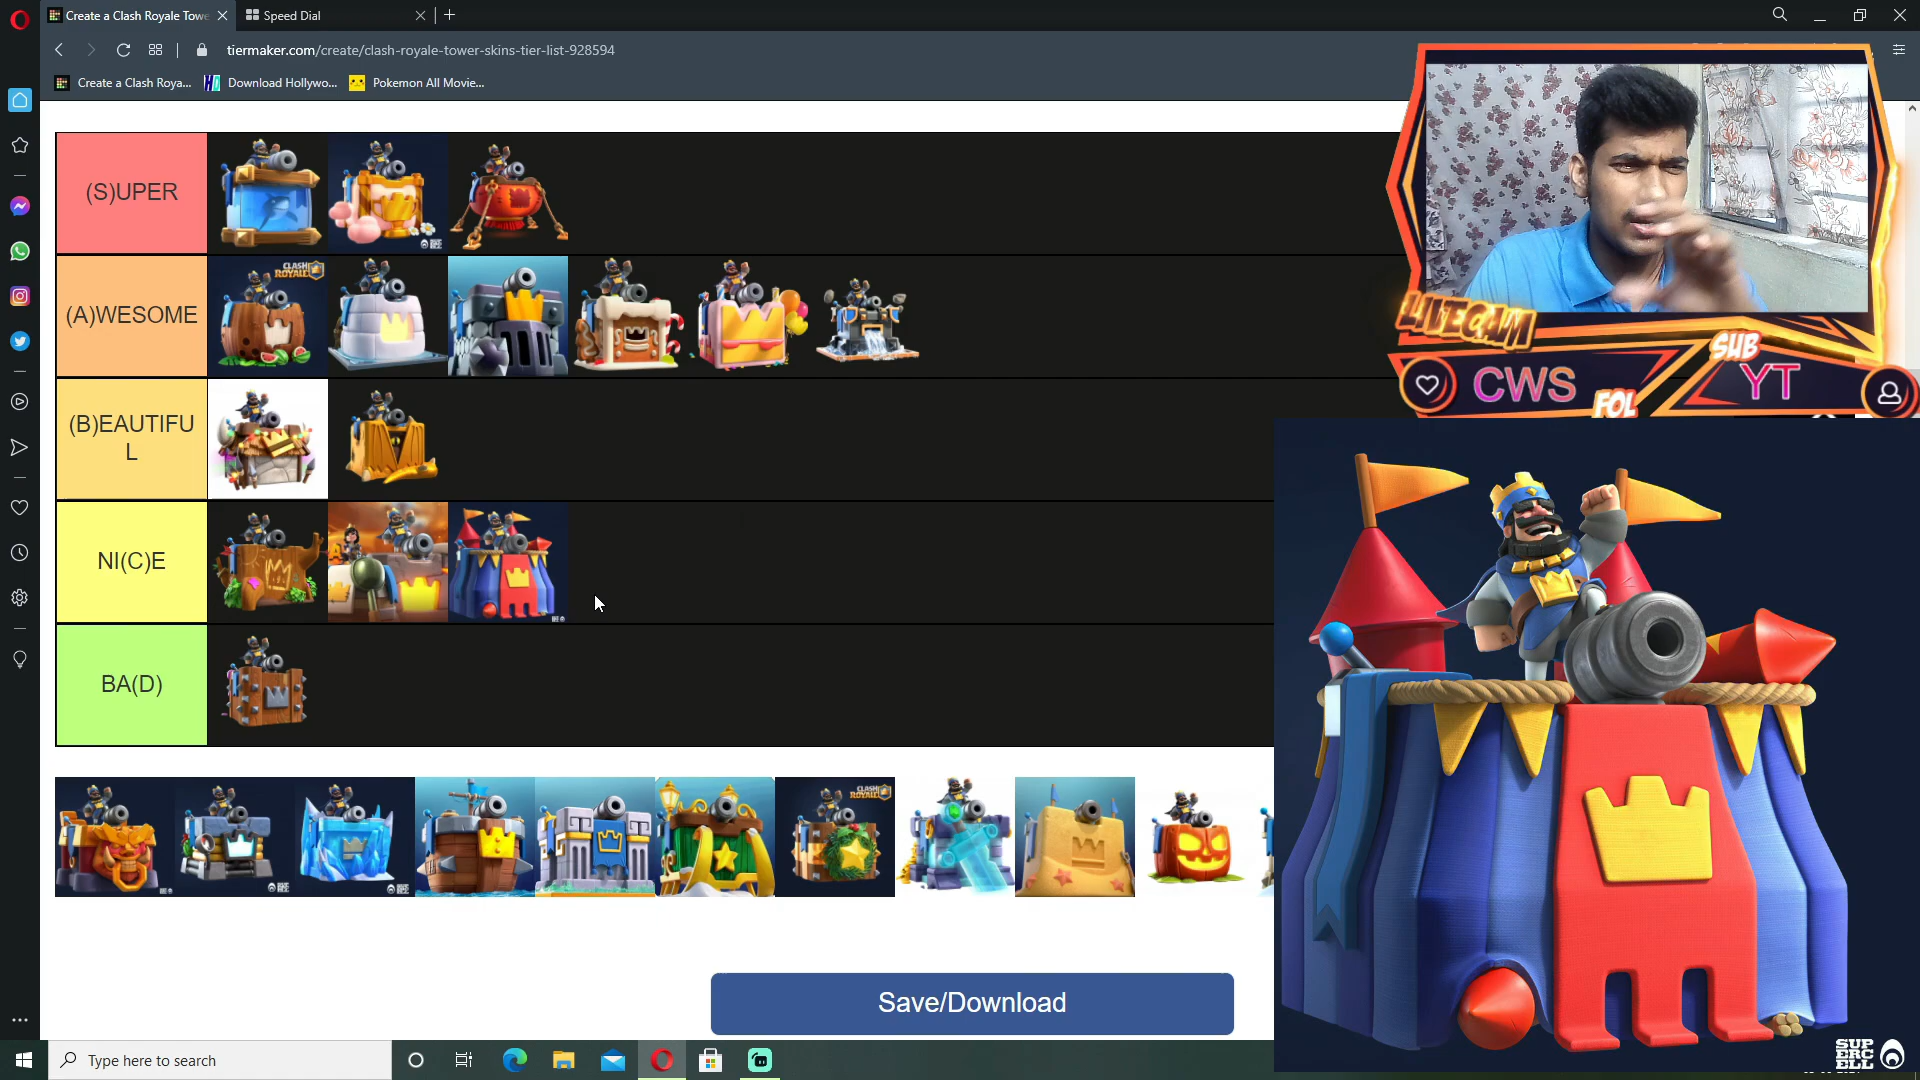 Create a Clash Royale Towe
Speed Dial
tiermaker.com/create/clash-royale-tower-skins-tier-list-928594
Create a Clash Roya...
Download Hollywo...
Pokemon All Movie...
(S)UPER
(A)WESOME
CLASH
ROYALE
(B)EAUTIFU
L
NI(C)E
BA(D)
CLASH
ROYALE
Save/Download
LIVECAM
CWS
FOL
SUB
YT
SUP
ERC
ELL
Type here to search